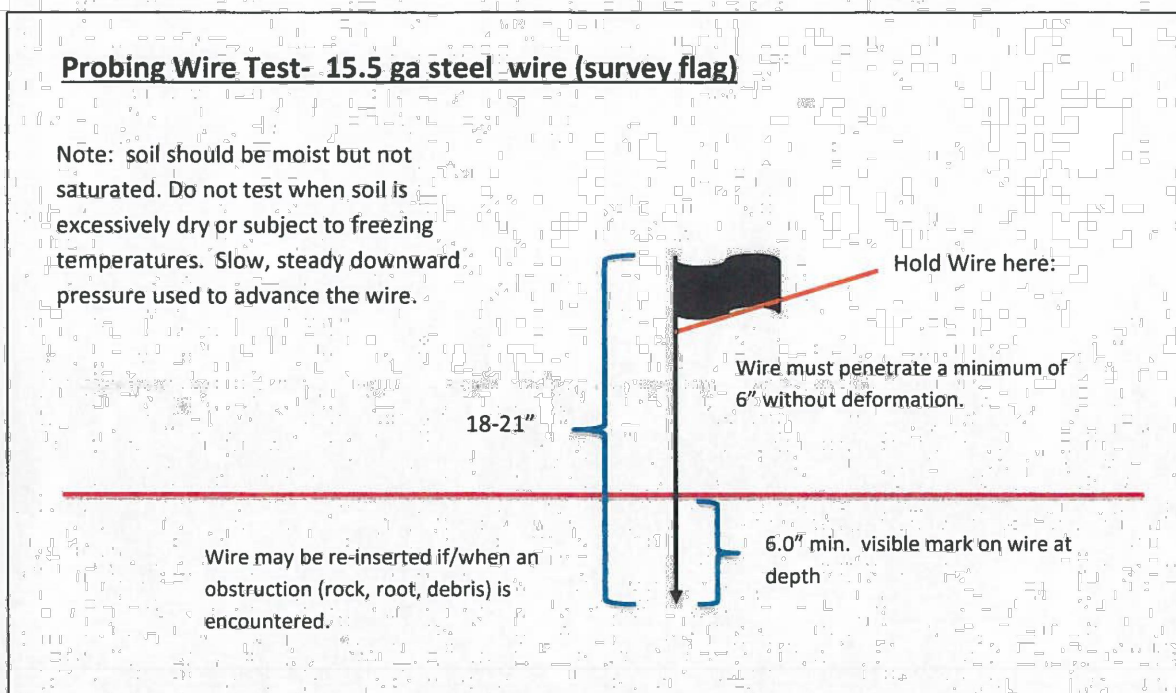 Probing Wire Test- 15.5 ga steel wire (survey flag)
Note: soil should be moist but not
saturated. Do not test when soil is
excessively dry or subject to freezing
temperatures. Slow, steady downward
pressure used to advance the wire.
Hold Wire here:
Wire must penetrate a minimum of
6" without deformation.
18-21"
6.0" min. visible mark on wire at
depth
Wire may be re-inserted if/when an
obstruction (rock, root, debris) is
encountered.